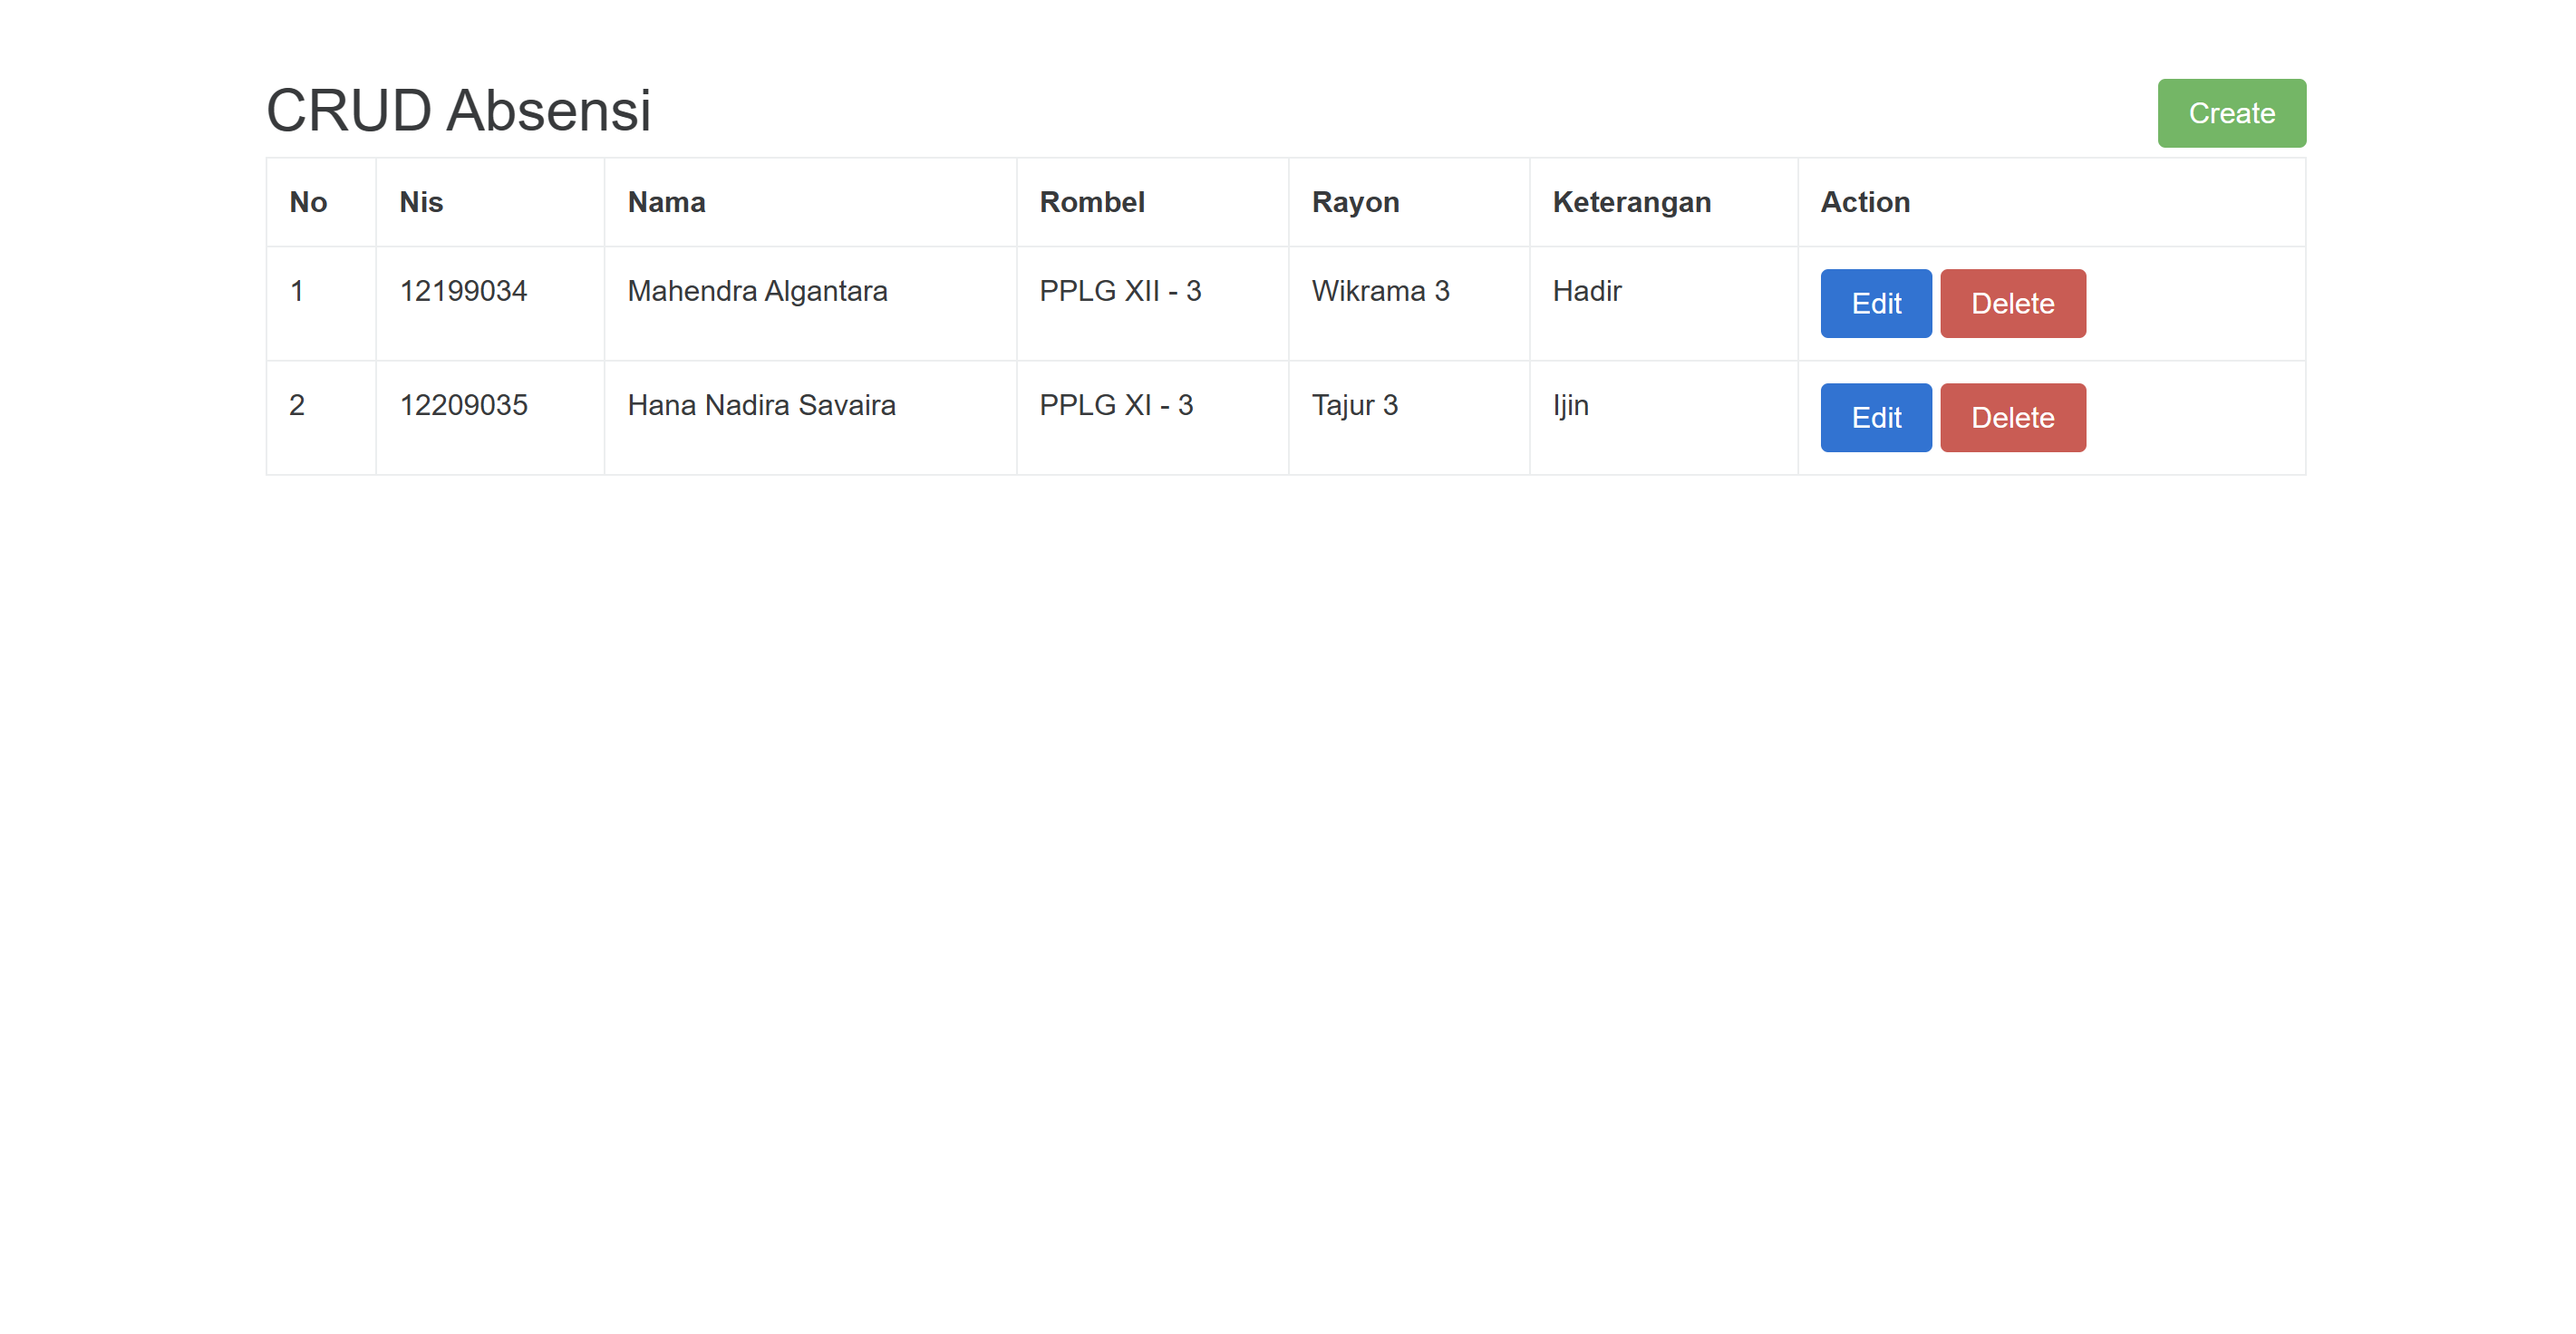 CRUD Absensi Create
No Nis Nama Rombel Rayon Keterangan Action
1 12199034 Mahendra Algantara PPLG XII - 3 Wikrama 3 Hadir Edit Delete
2 12209035 Hana Nadira Savaira PPLG XI - 3 Tajur 3 Ijin Edit Delete